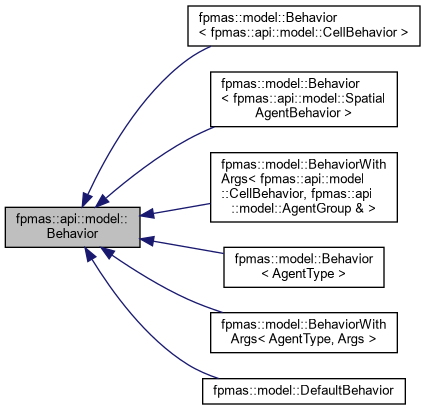 fpmas::model::Behavior
< fpmas::api::model::CellBehavior >
fpmas::model::Behavior
< fpmas::api::model::Spatial
AgentBehavior >
fpmas::model::BehaviorWith
Args< fpmas::api::model
::CellBehavior, fpmas::api
::model::AgentGroup & >
fpmas::api::model::
Behavior
fpmas::model::Behavior
< AgentType >
fpmas::model::BehaviorWith
Args< AgentType, Args >
fpmas::model::DefaultBehavior